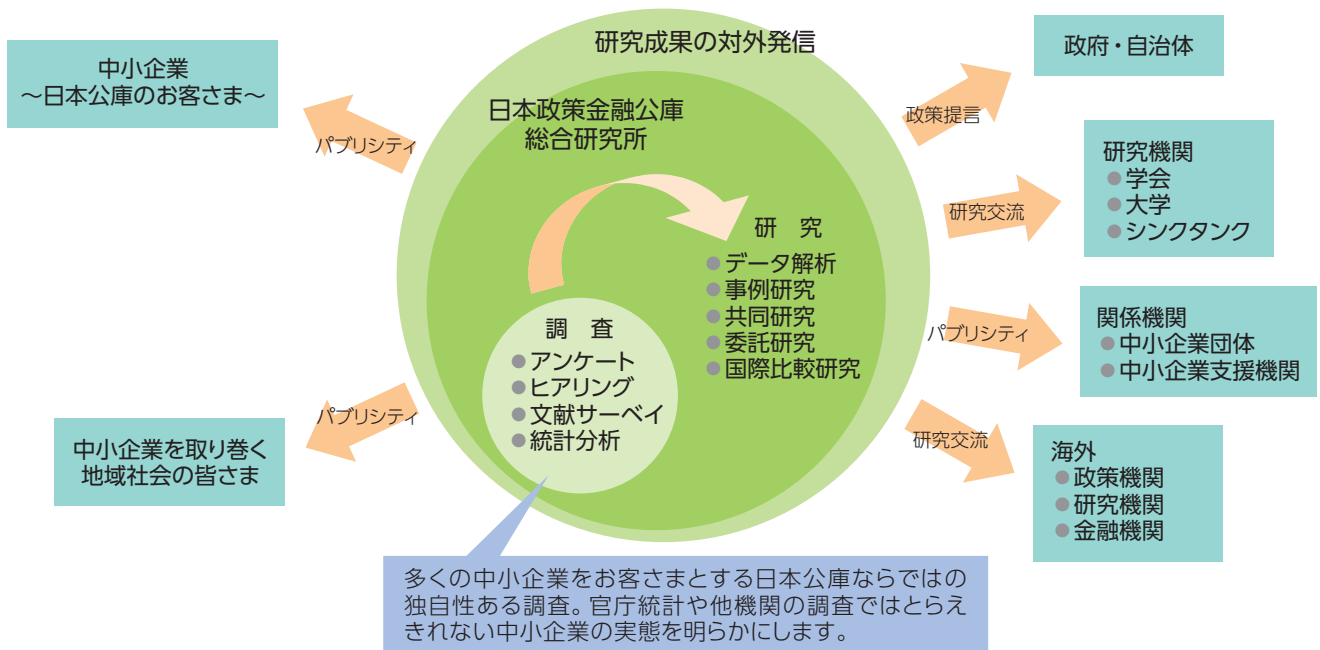 研究成果の対外発信
中小企業
～日本公庫のお客さま～
パブリシティ
中小企業を取り巻く
地域社会の皆さま
パブリシティ
日本政策金融公庫
総合研究所
調　査
●アンケート
●ヒアリング
●文献サーベイ
●統計分析
研　究
●データ解析
●事例研究
●共同研究
●委託研究
●国際比較研究
政策提言
政府・自治体
研究交流
研究機関
●学会
●大学
●シンクタンク
パブリシティ
関係機関
●中小企業団体
●中小企業支援機関
研究交流
海外
●政策機関
●研究機関
●金融機関
多くの中小企業をお客さまとする日本公庫ならではの
独自性ある調査。官庁統計や他機関の調査ではとらえ
きれない中小企業の実態を明らかにします。